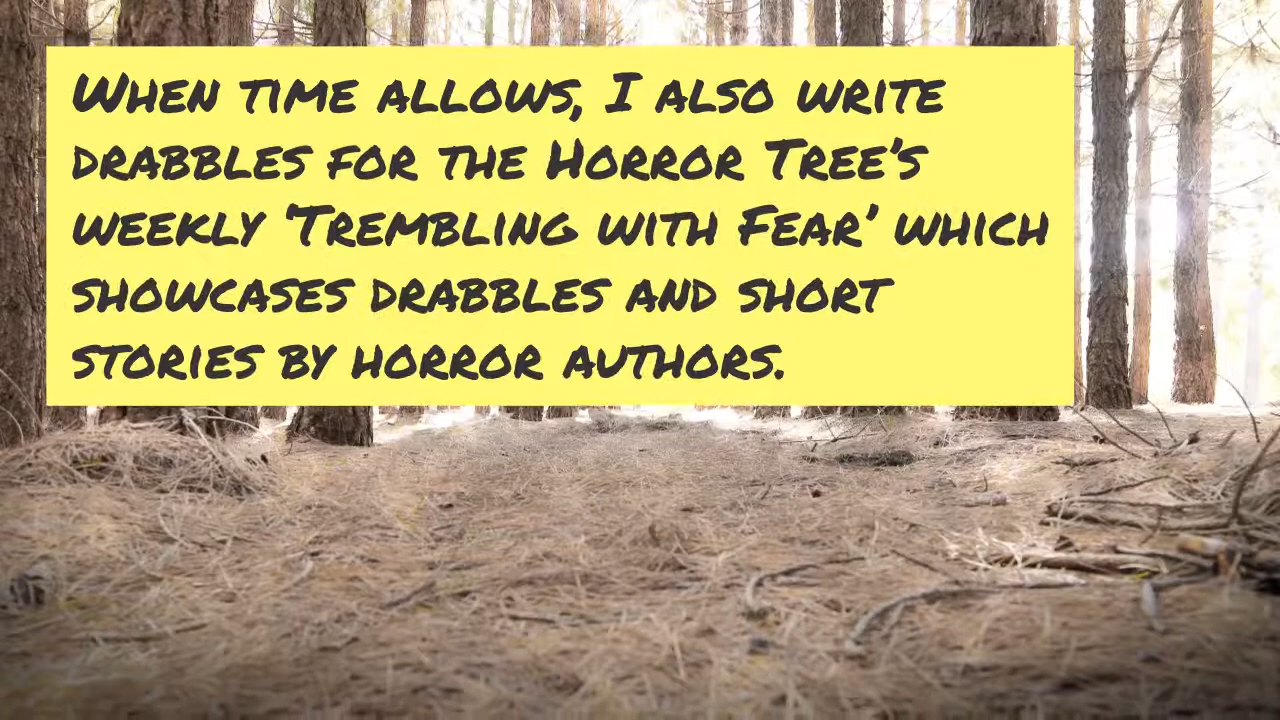 When time allows, I also write
drabbles for the Horror Tree's
weekly 'Trembling with Fear' which
showcases drabbles and short
stories by horror authors.